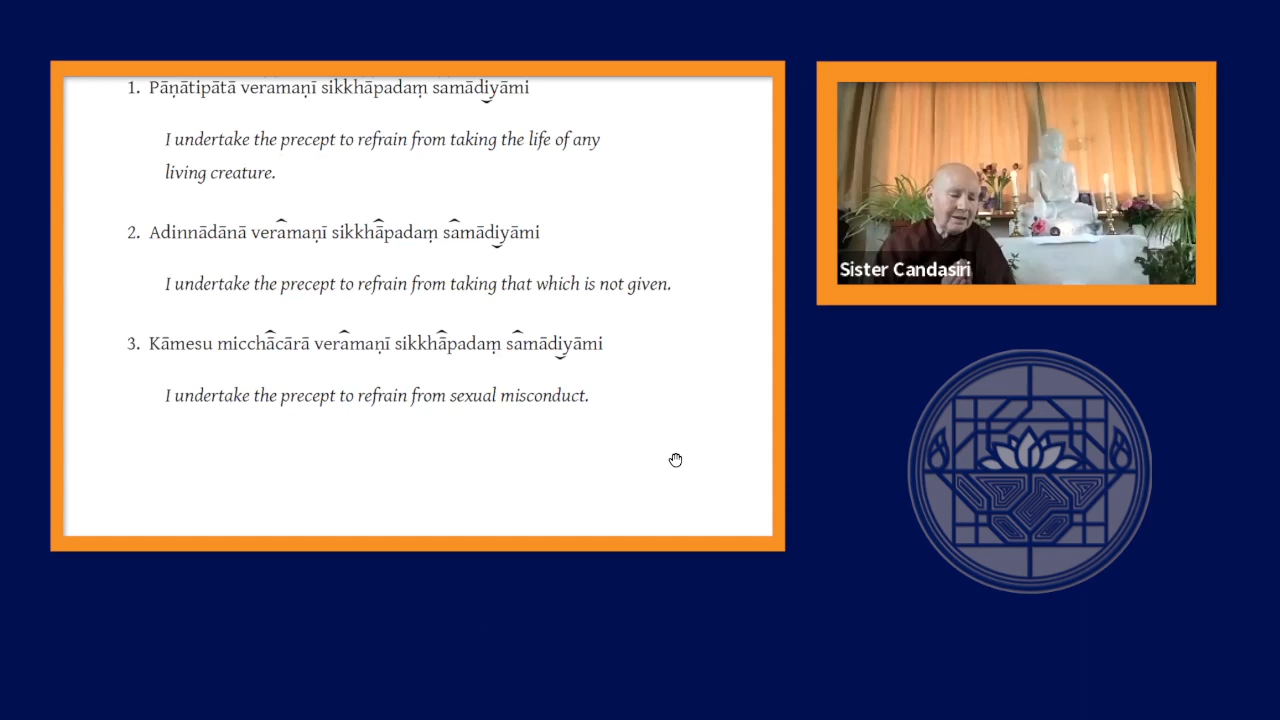 1. Pāṇātipātā veramaṇī sikkhāpadaṃ samādiyāmi
I undertake the precept to refrain from taking the life of any
living creature.
2. Adinnādānā veramaṇī sikkhāpadaṃ samādiyāmi
I undertake the precept to refrain from taking that which is not given.
3. Kāmesu micchācārā veramaṇī sikkhāpadaṃ samādiyāmi
I undertake the precept to refrain from sexual misconduct.
Sister Candasiri